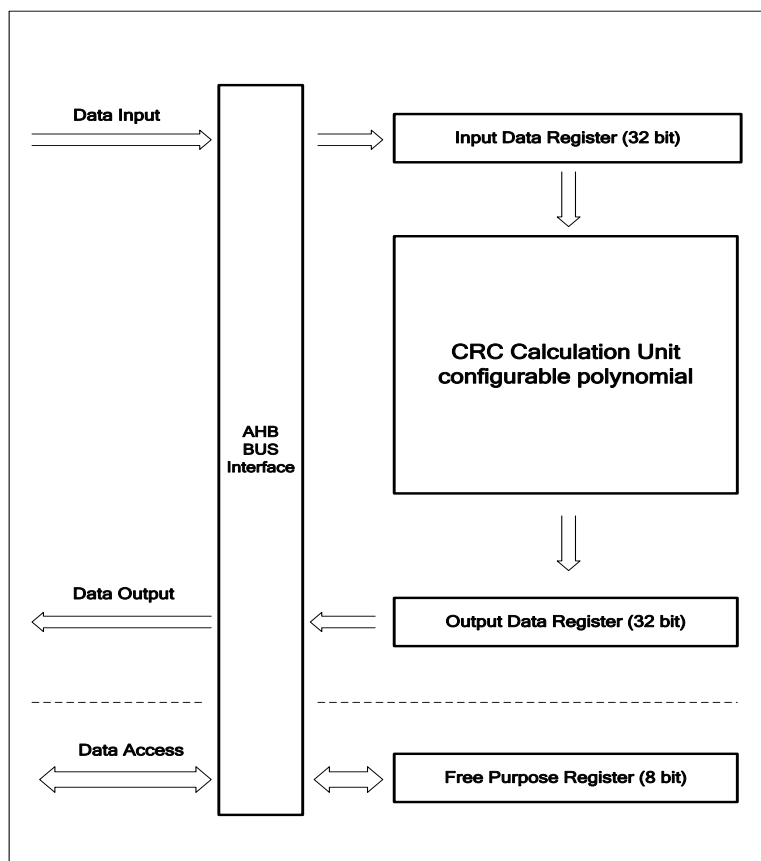 Data Input
Input Data Register (32 bit)
CRC Calculation Unit
configurable polynomial
AHB
BUS
Interface
Data Output
Output Data Register (32 bit)
Data Access
Free Purpose Register (8 bit)